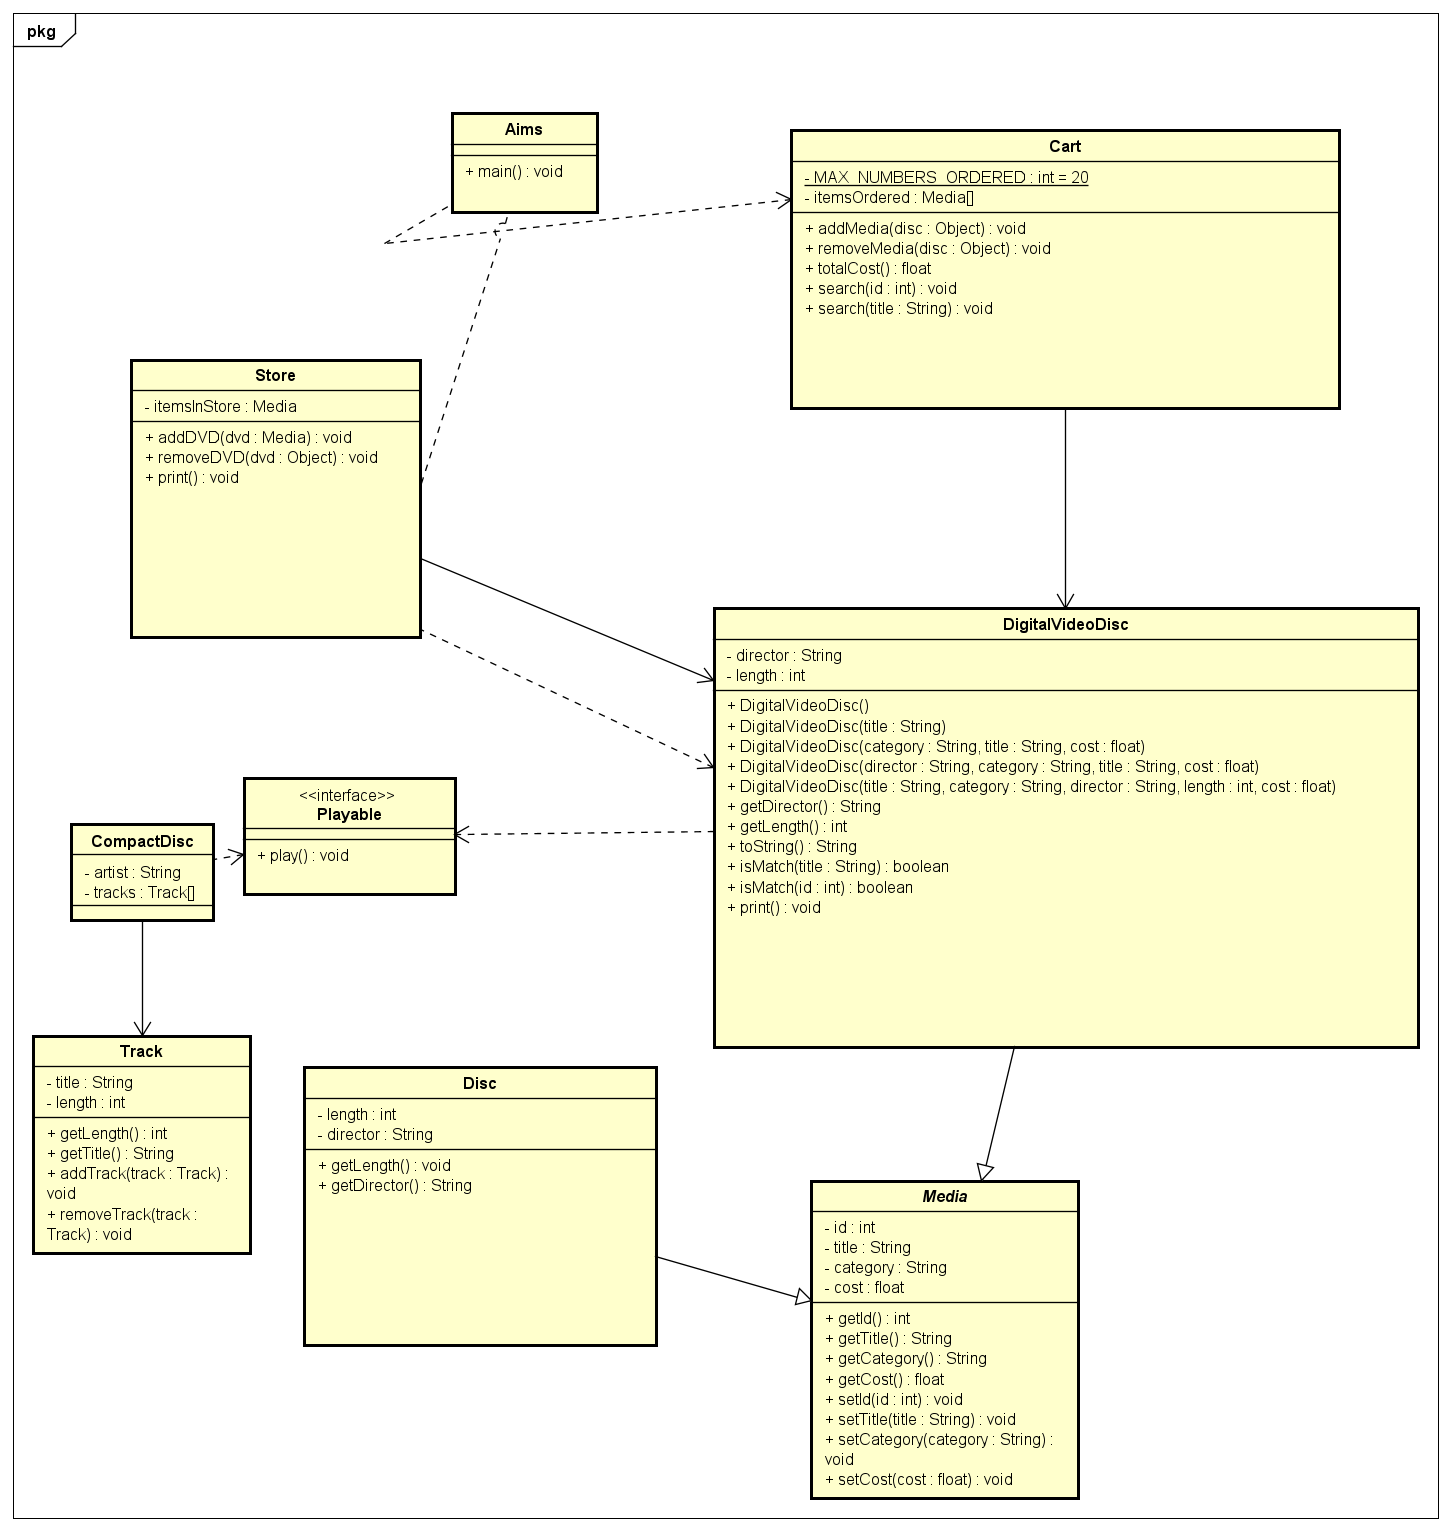 pkg
Aims
+ main() : void
Cart
- MAX_NUMBERS_ORDERED : int = 20
- itemsOrdered : Media[]
+ addMedia(disc : Object) : void
+ removeMedia(disc : Object) : void
+ totalCost() : float
+ search(id : int) : void
+ search(title : String) : void
Store
- itemsInStore : Media
+ addDVD(dvd : Media) : void
+ removeDVD(dvd : Object) : void
+ print() : void
DigitalVideoDisc
- director : String
- length : int
+ DigitalVideoDisc()
+ DigitalVideoDisc(title : String)
+ DigitalVideoDisc(category : String, title : String, cost : float)
+ DigitalVideoDisc(director : String, category : String, title : String, cost : float)
+ DigitalVideoDisc(title : String, category : String, director : String, length : int, cost : float)
+ getDirector() : String
+ getLength() : int
+ toString() : String
+ isMatch(title : String) : boolean
+ isMatch(id : int) : boolean
+ print() : void
<<interface>>
Playable
+ play() : void
CompactDisc
- artist : String
- tracks : Track[]
Track
- title : String
- length : int
+ getLength() : int
+ getTitle() : String
+ addTrack(track : Track) :
void
+ removeTrack(track :
Track) : void
Disc
- length : int
- director : String
+ getLength() : void
+ getDirector() : String
Media
- id : int
- title : String
- category : String
- cost : float
+ getId() : int
+ getTitle() : String
+ getCategory() : String
+ getCost() : float
+ setId(id : int) : void
+ setTitle(title : String) : void
+ setCategory(category : String) :
void
+ setCost(cost : float) : void